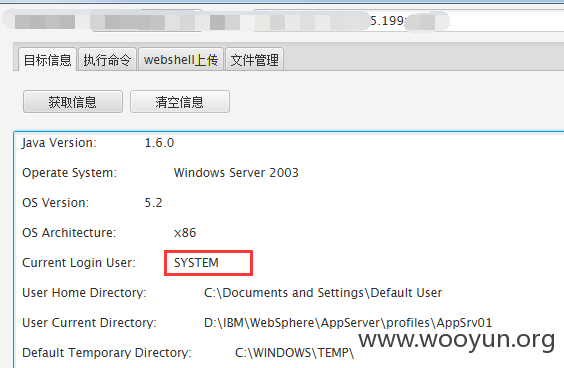 5.199:
目标信息 执行命令 webshell上传 文件管理
获取信息 清空信息
Java Version: 1.6.0
Operate System: Windows Server 2003
OS Version: 5.2
OS Architecture: x86
Current Login User: SYSTEM
User Home Directory: C:\Documents and Settings\Default User
User Current Directory: D:\IBM\WebSphere\AppServer\profiles\AppSrv01
Default Temporary Directory: C:\WINDOWS\TEMP\
www.wooyun.org